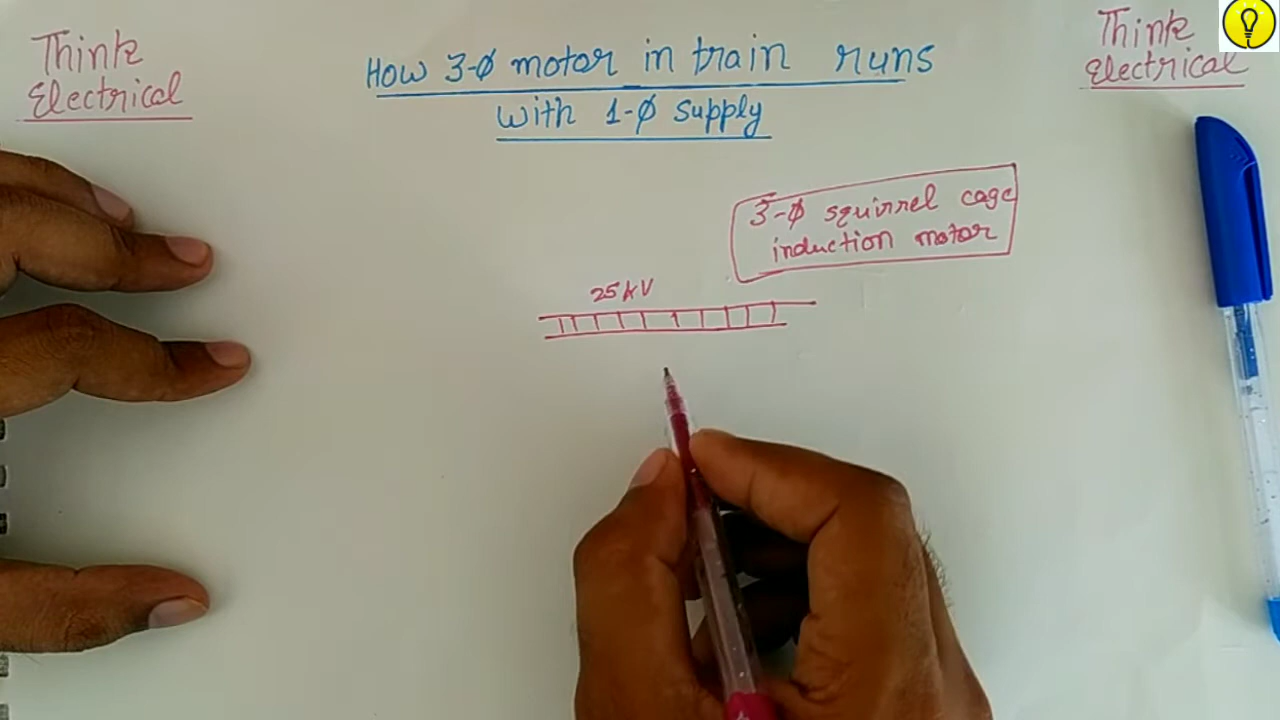 Think
Electrical
How 3-ϕ motor in train runs
with 1-ϕ supply
Think
Electrical
3-ϕ squirrel cage
induction motor
25kV